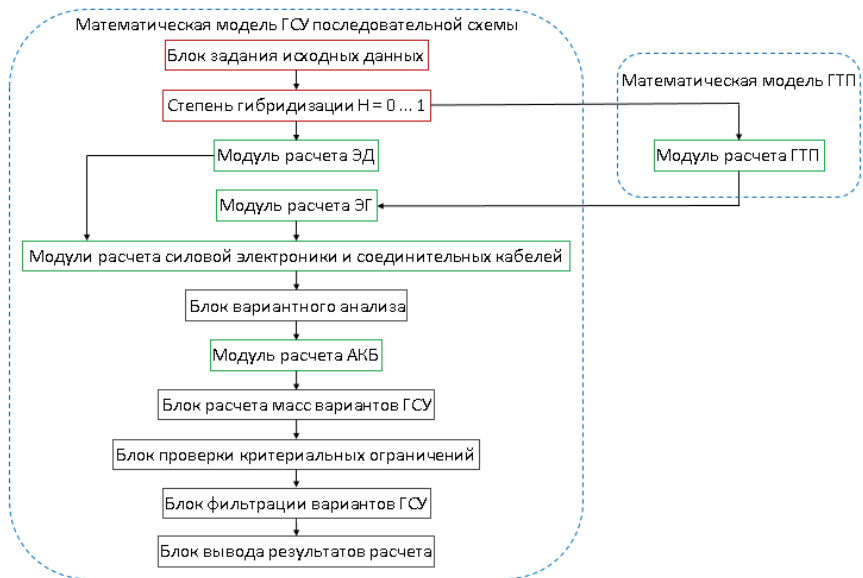 Математическая модель ГСУ последовательной схемы
Блок задания исходных данных
Математическая модель ГТП
Степень гибридизации H = 0 ... 1
Модуль расчета ЭД
Модуль расчета ГТП
Модуль расчета ЭГ
Модули расчета силовой электроники и соединительных кабелей
Блок вариантного анализа
Модуль расчета АКБ
Блок расчета масс вариантов ГСУ
Блок проверки критериальных ограничений
Блок фильтрации вариантов ГСУ
Блок вывода результатов расчета